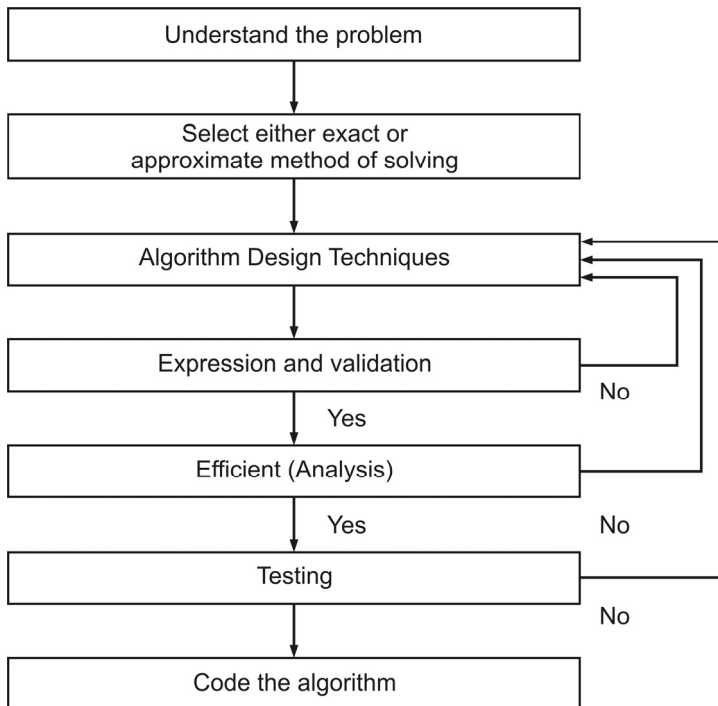 Understand the problem
Select either exact or
approximate method of solving
Algorithm Design Techniques
Expression and validation
No
Yes
Efficient (Analysis)
Yes
No
Testing
No
Code the algorithm